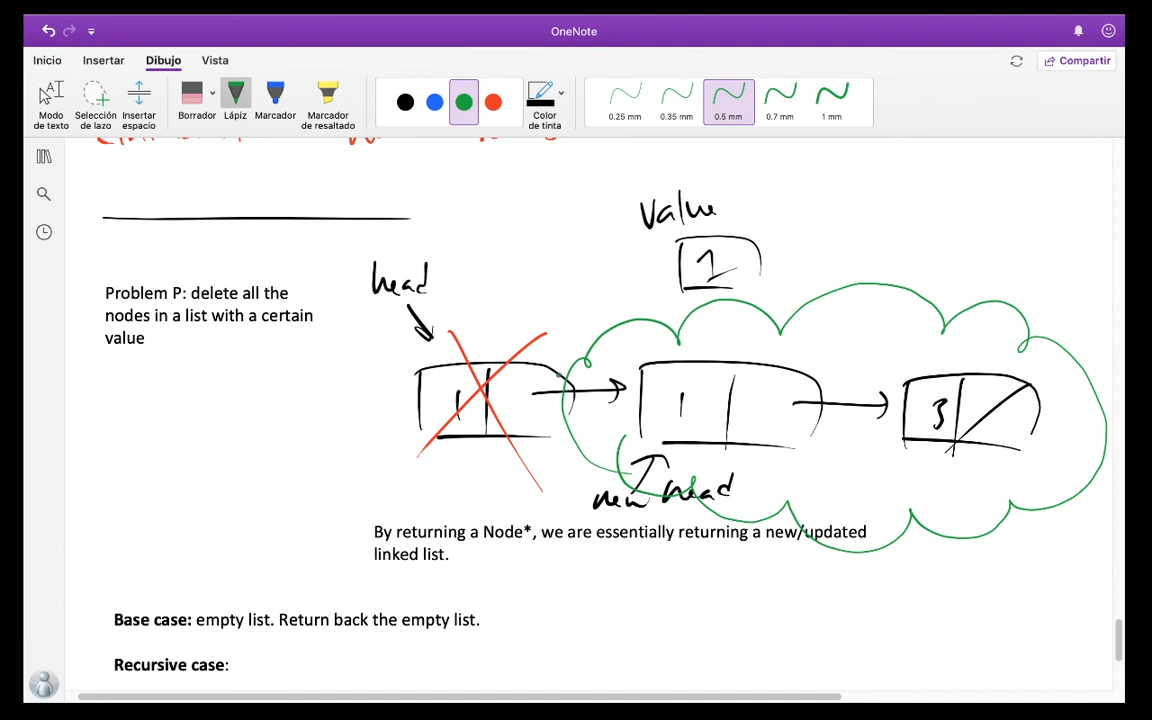 OneNote
Inicio Insertar Dibujo Vista Compartir
Modo de texto
Selección de lazo
Insertar espacio
Borrador
Lápiz
Marcador
Marcador de resaltado
Color de tinta
0.25 mm 0.35 mm 0.5 mm 0.7 mm 1 mm
value
1
head
Problem P: delete all the
nodes in a list with a certain
value
1 1 3
new head
By returning a Node*, we are essentially returning a new/updated
linked list.
Base case: empty list. Return back the empty list.
Recursive case: